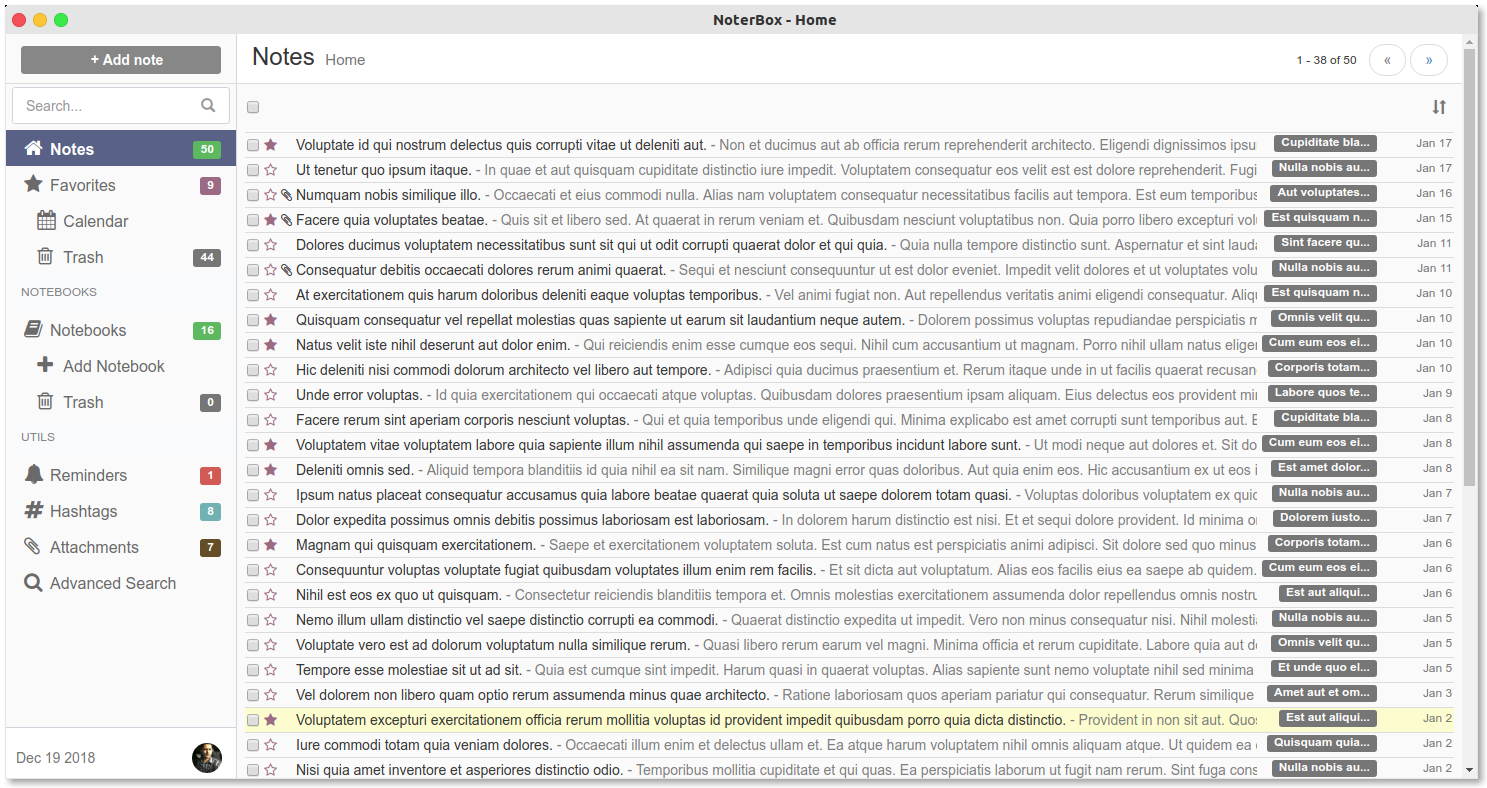 NoterBox - Home
+ Add note
Search...
Notes 50
Favorites 9
Calendar
Trash 44
NOTEBOOKS
Notebooks 16
Add Notebook
Trash 0
UTILS
Reminders 1
Hashtags 8
Attachments 7
Advanced Search
Dec 19 2018
Notes Home
1 - 38 of 50 « »
Voluptate id qui nostrum delectus quis corrupti vitae ut deleniti aut. - Non et ducimus aut ab officia rerum reprehenderit architecto. Eligendi dignissimos ipsu Cupiditate bla... Jan 17
Ut tenetur quo ipsum itaque. - In quae et aut quisquam cupiditate distinctio iure impedit. Voluptatem consequatur eos velit est est dolore reprehenderit. Fugi Nulla nobis au... Jan 17
Numquam nobis similique illo. - Occaecati et eius commodi nulla. Alias nam voluptatem consequatur necessitatibus facilis aut tempora. Est eum temporibus Aut voluptates... Jan 16
Facere quia voluptates beatae. - Quis sit et libero sed. At quaerat in rerum veniam et. Quibusdam nesciunt voluptatibus non. Quia porro libero excepturi vol Est quisquam n... Jan 15
Dolores ducimus voluptatem necessitatibus sunt sit qui ut odit corrupti quaerat dolor et qui quia. - Quia nulla tempore distinctio sunt. Aspernatur et sint lauda Sint facere qu... Jan 11
Consequatur debitis occaecati dolores rerum animi quaerat. - Sequi et nesciunt consequuntur ut est dolor eveniet. Impedit velit dolores et ut voluptates volu Nulla nobis au... Jan 11
At exercitationem quis harum doloribus deleniti eaque voluptas temporibus. - Vel animi fugiat non. Aut repellendus veritatis animi eligendi consequatur. Aliq Est quisquam n... Jan 10
Quisquam consequatur vel repellat molestias quas sapiente ut earum sit laudantium neque autem. - Dolorem possimus voluptas repudiandae perspiciatis m Omnis velit qu... Jan 10
Natus velit iste nihil deserunt aut dolor enim. - Qui reiciendis enim esse cumque eos sequi. Nihil cum accusantium ut magnam. Porro nihil ullam natus eliger Cum eum eos ei... Jan 10
Hic deleniti nisi commodi dolorum architecto vel libero aut tempore. - Adipisci quia ducimus praesentium et. Rerum itaque unde in ut facilis quaerat recusan Corporis totam... Jan 10
Unde error voluptas. - Id quia exercitationem qui occaecati atque voluptas. Quibusdam dolores praesentium ipsam aliquam. Eius delectus eos provident min Labore quos te... Jan 9
Facere rerum sint aperiam corporis nesciunt voluptas. - Qui et quia temporibus unde eligendi qui. Minima explicabo est amet corrupti sunt temporibus aut. E Cupiditate bla... Jan 8
Voluptatem vitae voluptatem labore quia sapiente illum nihil assumenda qui saepe in temporibus incidunt labore sunt. - Ut modi neque aut dolores et. Sit do Cum eum eos ei... Jan 8
Deleniti omnis sed. - Aliquid tempora blanditiis id quia nihil ea sit nam. Similique magni error quas doloribus. Aut quia enim eos. Hic accusantium ex ut eos i Est amet dolor... Jan 8
Ipsum natus placeat consequatur accusamus quia labore beatae quaerat quia soluta ut saepe dolorem totam quasi. - Voluptas doloribus voluptatem ex quic Nulla nobis au... Jan 7
Dolor expedita possimus omnis debitis possimus laboriosam est laboriosam. - In dolorem harum distinctio est nisi. Et et sequi dolore provident. Id minima Dolorem iusto... Jan 7
Magnam qui quisquam exercitationem. - Saepe et exercitationem voluptatem soluta. Est cum natus est perspiciatis animi adipisci. Sit dolore sed quo minus Corporis totam... Jan 6
Consequuntur voluptas voluptate fugiat quibusdam voluptates illum enim rem facilis. - Et sit dicta aut voluptatum. Alias eos facilis eius ea saepe ab quidem. Cum eum eos ei... Jan 6
Nihil est eos ex quo ut quisquam. - Consectetur reiciendis blanditiis tempora et. Omnis molestias exercitationem assumenda dolor repellendus omnis nostru Est aut aliqui... Jan 6
Nemo illum ullam distinctio vel saepe distinctio corrupti ea commodi. - Quaerat distinctio expedita ut impedit. Vero non minus consequatur nisi. Nihil molesti Nulla nobis au... Jan 5
Voluptate vero est ad dolorum voluptatum nulla similique rerum. - Quasi libero rerum earum vel magni. Minima officia et rerum cupiditate. Labore quia aut d Omnis velit qu... Jan 5
Tempore esse molestiae sit ut ad sit. - Quia est cumque sint impedit. Harum quasi in quaerat voluptas. Alias sapiente sunt nemo voluptate nihil sed minima Et unde quo el... Jan 5
Vel dolorem non libero quam optio rerum assumenda minus quae architecto. - Ratione laboriosam quos aperiam pariatur qui consequatur. Rerum similique Amet aut et om... Jan 3
Voluptatem excepturi exercitationem officia rerum mollitia voluptas id provident impedit quibusdam porro quia dicta distinctio. - Provident in non sit aut. Quos Est aut aliqui... Jan 2
Iure commodi totam quia veniam dolores. - Occaecati illum enim et delectus ullam et. Ea atque harum voluptatem nihil omnis aliquam atque. Ut quidem ea Quisquam quia... Jan 2
Nisi quia amet inventore et asperiores distinctio odio. - Temporibus mollitia cupiditate et qui quas. Ea perspiciatis laborum ut fugit nam rerum. Sint fuga cons Nulla nobis au... Jan 2